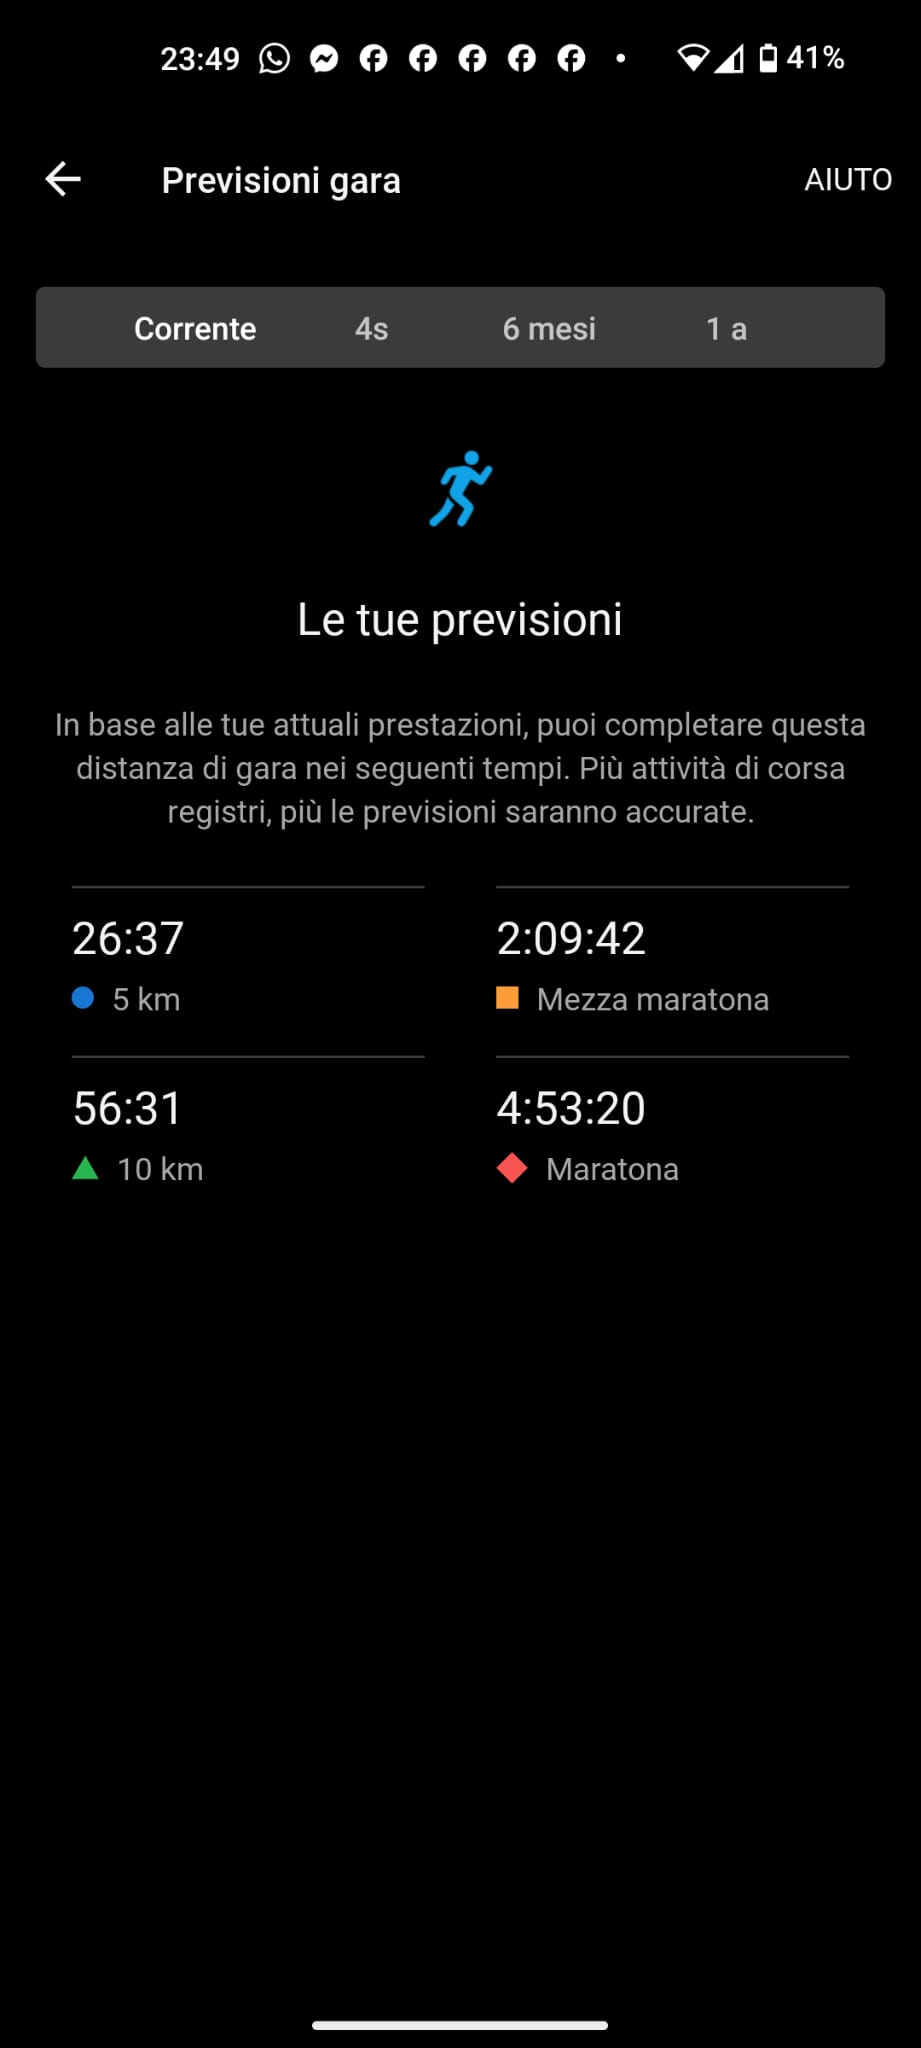 23:49 41%
Previsioni gara AIUTO
Corrente 4s 6 mesi 1 a
Le tue previsioni
In base alle tue attuali prestazioni, puoi completare questa
distanza di gara nei seguenti tempi. Più attività di corsa
registri, più le previsioni saranno accurate.
26:37
5 km
2:09:42
Mezza maratona
56:31
10 km
4:53:20
Maratona